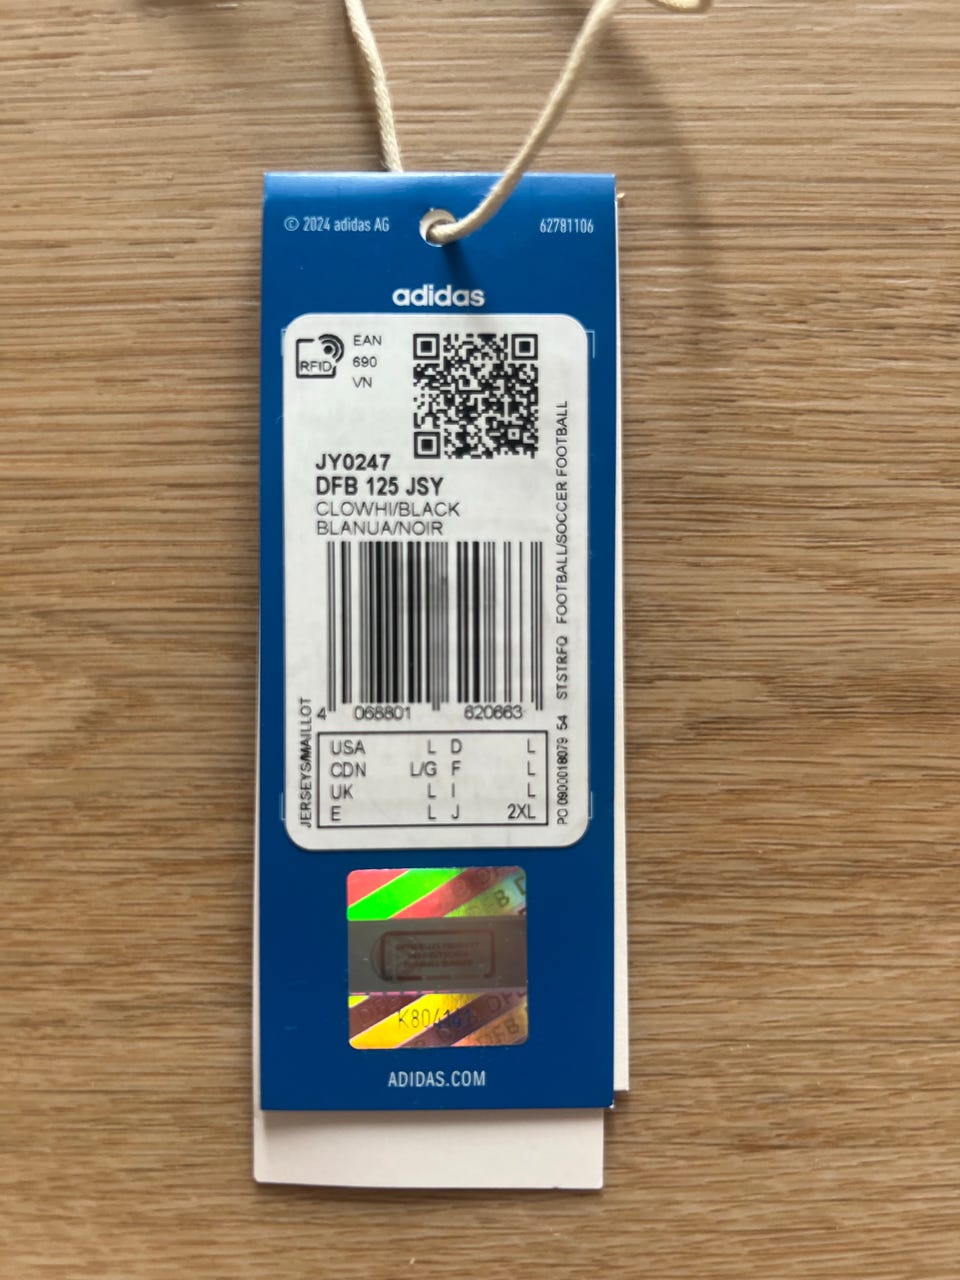 © 2024 adidas AG
62781106
adidas
RFID
EAN
690
VN
JY0247
DFB 125 JSY
CLOWHI/BLACK
BLANUA/NOIR
4 068801 620663
JERSEYS/MAILLOT
PO 0900018079 54 STSTRFQ FOOTBALL/SOCCER FOOTBALL
USA L D L
CDN L/G F L
UK L I L
E L J 2XL
DFB
ADIDAS.COM